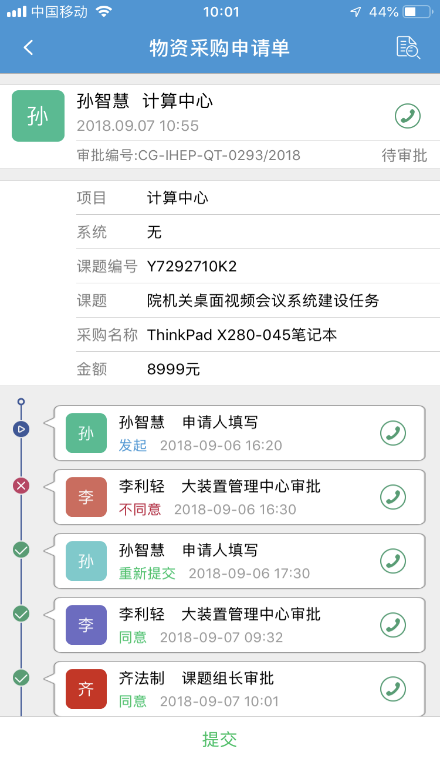 中国移动 10:01 44%
物资采购申请单
孙 孙智慧 计算中心
2018.09.07 10:55
审批编号:CG-IHEP-QT-0293/2018 待审批
项目 计算中心
系统 无
课题编号 Y7292710K2
课题 院机关桌面视频会议系统建设任务
采购名称 ThinkPad X280-045笔记本
金额 8999元
孙 孙智慧 申请人填写
发起 2018-09-06 16:20
李 李利轻 大装置管理中心审批
不同意 2018-09-06 16:30
孙 孙智慧 申请人填写
重新提交 2018-09-06 17:30
李 李利轻 大装置管理中心审批
同意 2018-09-07 09:32
齐 齐法制 课题组长审批
同意 2018-09-07 10:01
提交